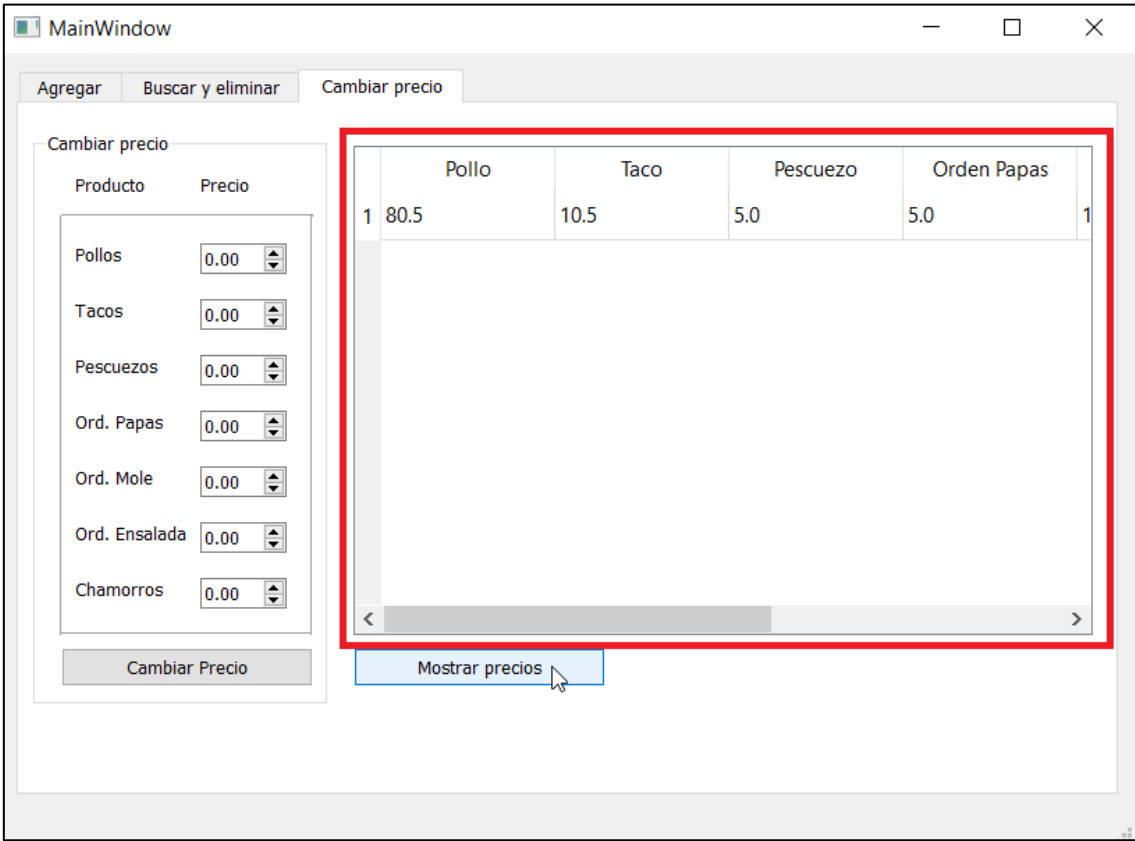 MainWindow
Agregar Buscar y eliminar Cambiar precio
Cambiar precio
Producto Precio
Pollos 0.00
Tacos 0.00
Pescuezos 0.00
Ord. Papas 0.00
Ord. Mole 0.00
Ord. Ensalada 0.00
Chamorros 0.00
Cambiar Precio
Pollo Taco Pescuezo Orden Papas
1 80.5 10.5 5.0 5.0 1
Mostrar precios